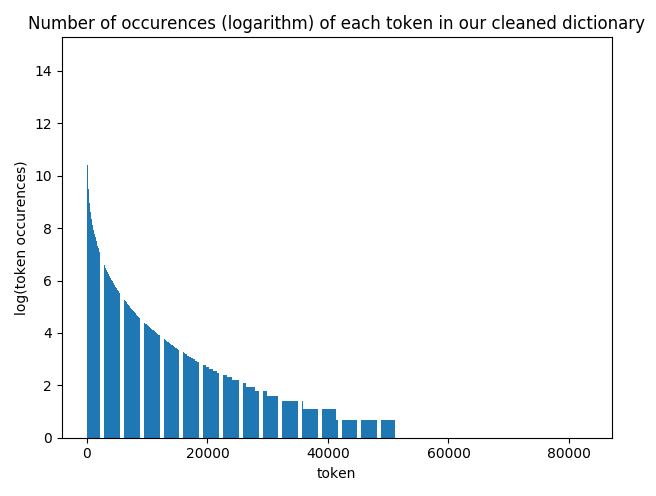 Number of occurences (logarithm) of each token in our cleaned dictionary
14
12
10
8
6
4
2
0
log(token occurences)
0 20000 40000 60000 80000
token